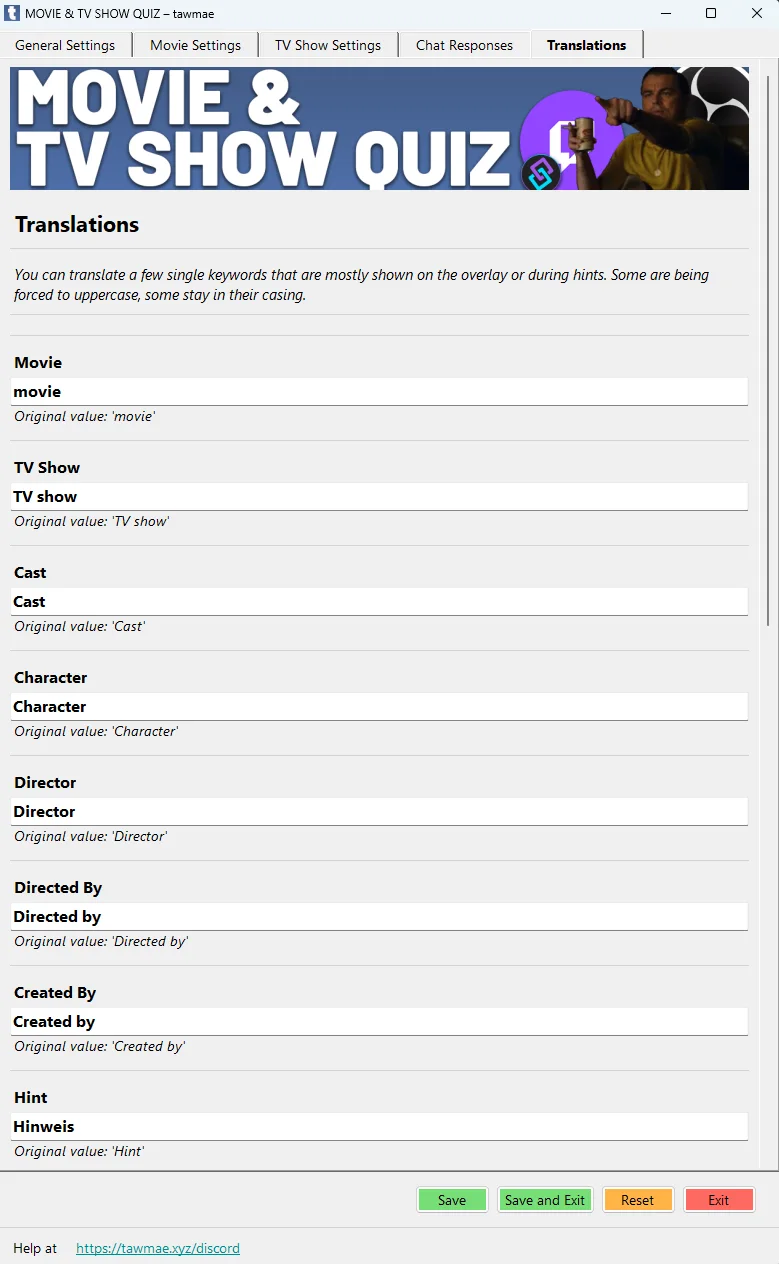 MOVIE & TV SHOW QUIZ – tawmae
General Settings
Movie Settings
TV Show Settings
Chat Responses
Translations
MOVIE &
TV SHOW QUIZ
Translations
You can translate a few single keywords that are mostly shown on the overlay or during hints. Some are being
forced to uppercase, some stay in their casing.
Movie
movie
Original value: 'movie'
TV Show
TV show
Original value: 'TV show'
Cast
Cast
Original value: 'Cast'
Character
Character
Original value: 'Character'
Director
Director
Original value: 'Director'
Directed By
Directed by
Original value: 'Directed by'
Created By
Created by
Original value: 'Created by'
Hint
Hinweis
Original value: 'Hint'
Save
Save and Exit
Reset
Exit
Help at https://tawmae.xyz/discord